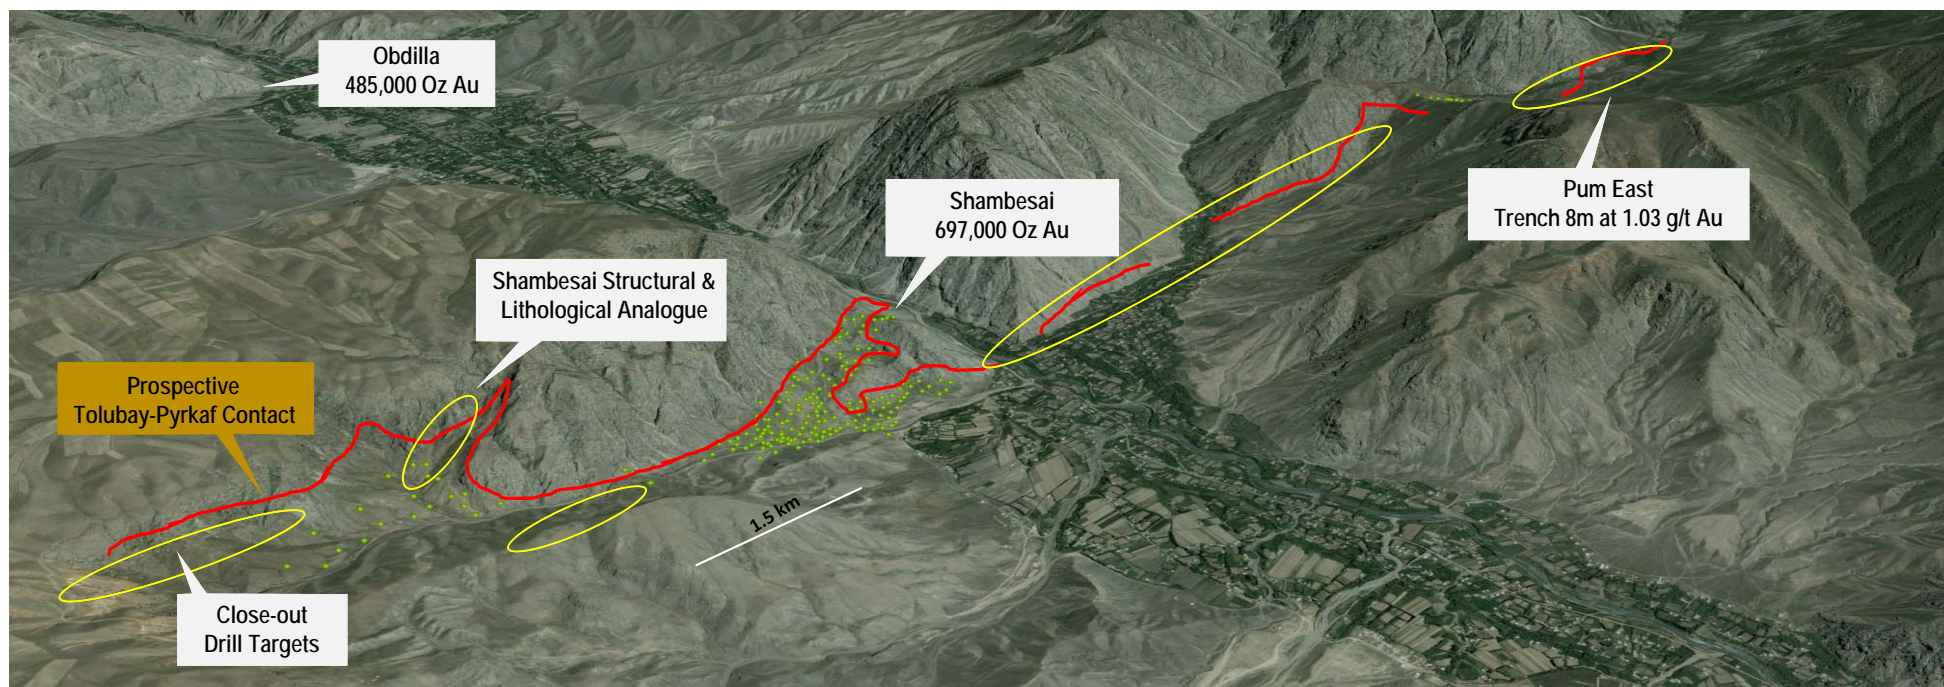 Obdilla
485,000 Oz Au
Shambesai
697,000 Oz Au
Pum East
Trench 8m at 1.03 g/t Au
Shambesai Structural &
Lithological Analogue
Prospective
Tolubay-Pyrkaf Contact
1.5 km
Close-out
Drill Targets